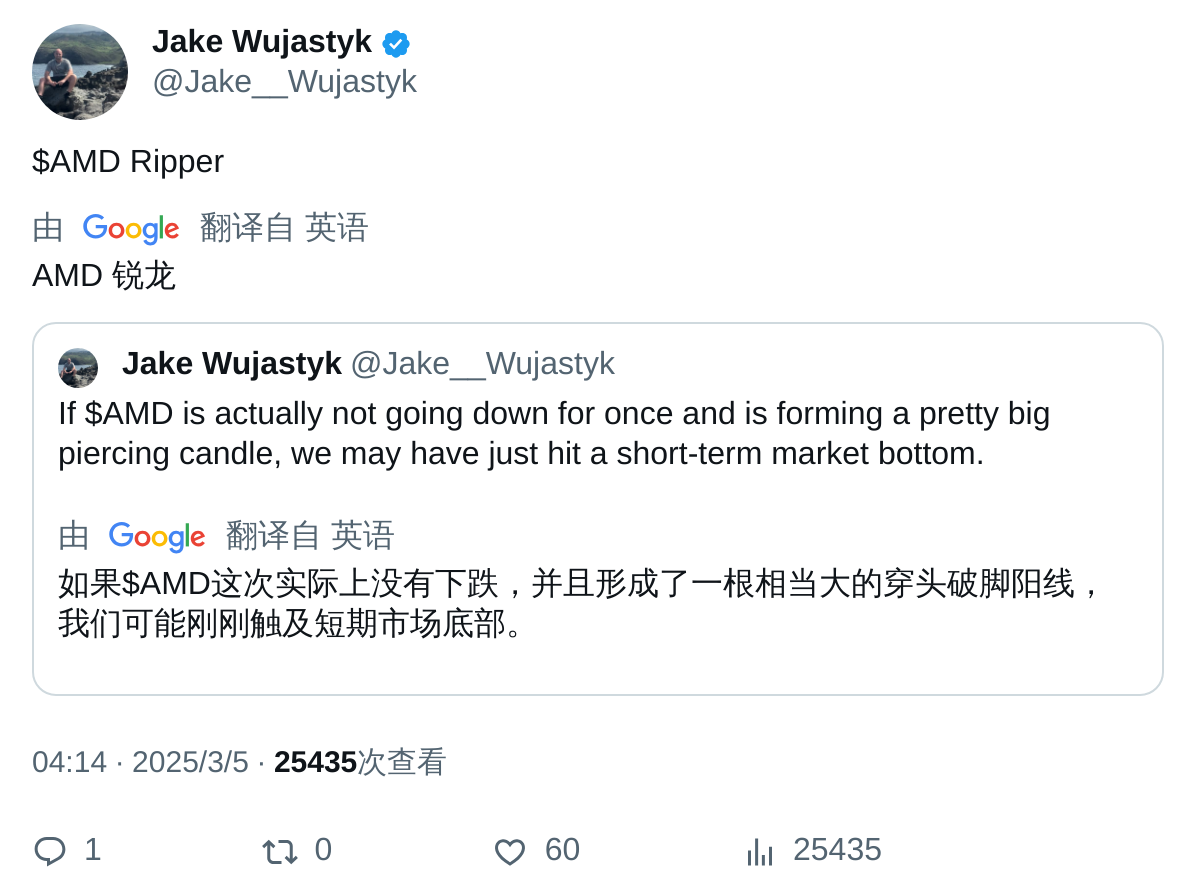 Jake Wujastyk
@Jake__Wujastyk
$AMD Ripper
由 Google 翻译自 英语
AMD 锐龙
Jake Wujastyk @Jake__Wujastyk
If $AMD is actually not going down for once and is forming a pretty big
piercing candle, we may have just hit a short-term market bottom.
由 Google 翻译自 英语
如果$AMD这次实际上没有下跌，并且形成了一根相当大的穿头破脚阳线，
我们可能刚刚触及短期市场底部。
04:14 · 2025/3/5 · 25435次查看
1 0 60 25435